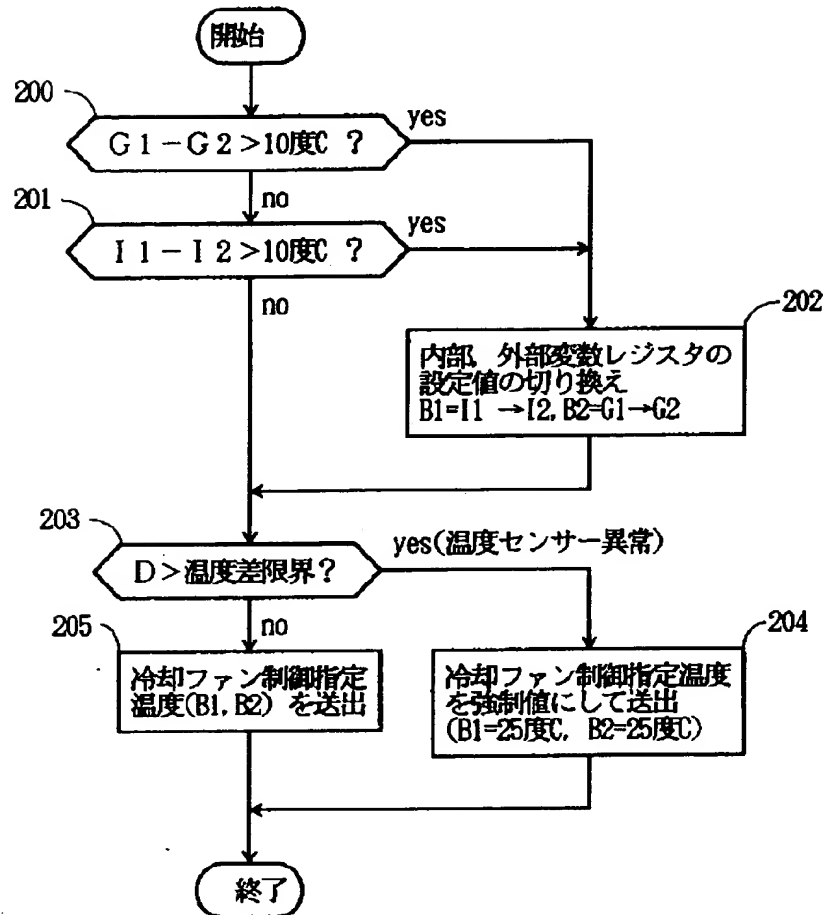 開始
200
G1-G2>10度C ?
yes
no
201
I1-I2>10度C ?
yes
no
202
内部, 外部変数レジスタの
設定値の切り換え
B1=I1 →I2, B2=G1→G2
203
D>温度差限界?
yes(温度センサー異常)
no
205
冷却ファン制御指定
温度(B1, B2) を送出
204
冷却ファン制御指定温度
を強制値にして送出
(B1=25度C, B2=25度C)
終了